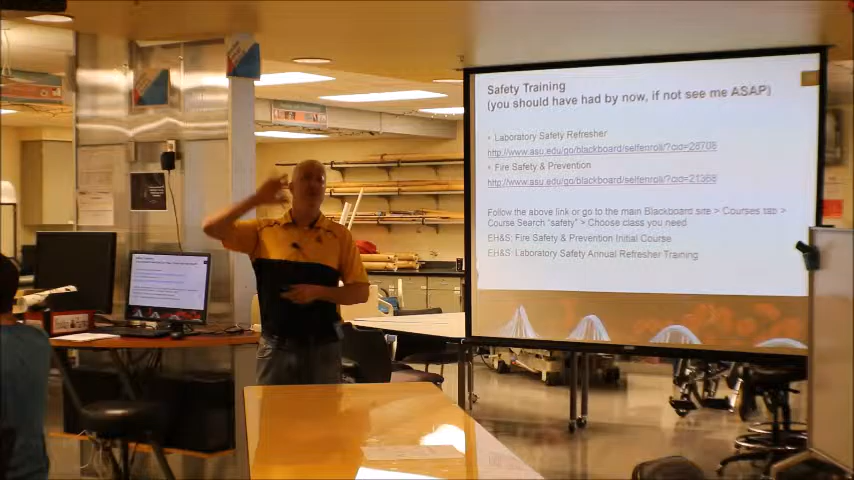 Safety Training
(you should have had by now, if not see me ASAP)
• Laboratory Safety Refresher
http://www.asu.edu/go/blackboard/selfenroll/?cid=28708
• Fire Safety & Prevention
http://www.asu.edu/go/blackboard/selfenroll/?cid=21368
Follow the above link or go to the main Blackboard site > Courses tab >
Course Search "safety" > Choose class you need
EH&S: Fire Safety & Prevention Initial Course
EH&S: Laboratory Safety Annual Refresher Training